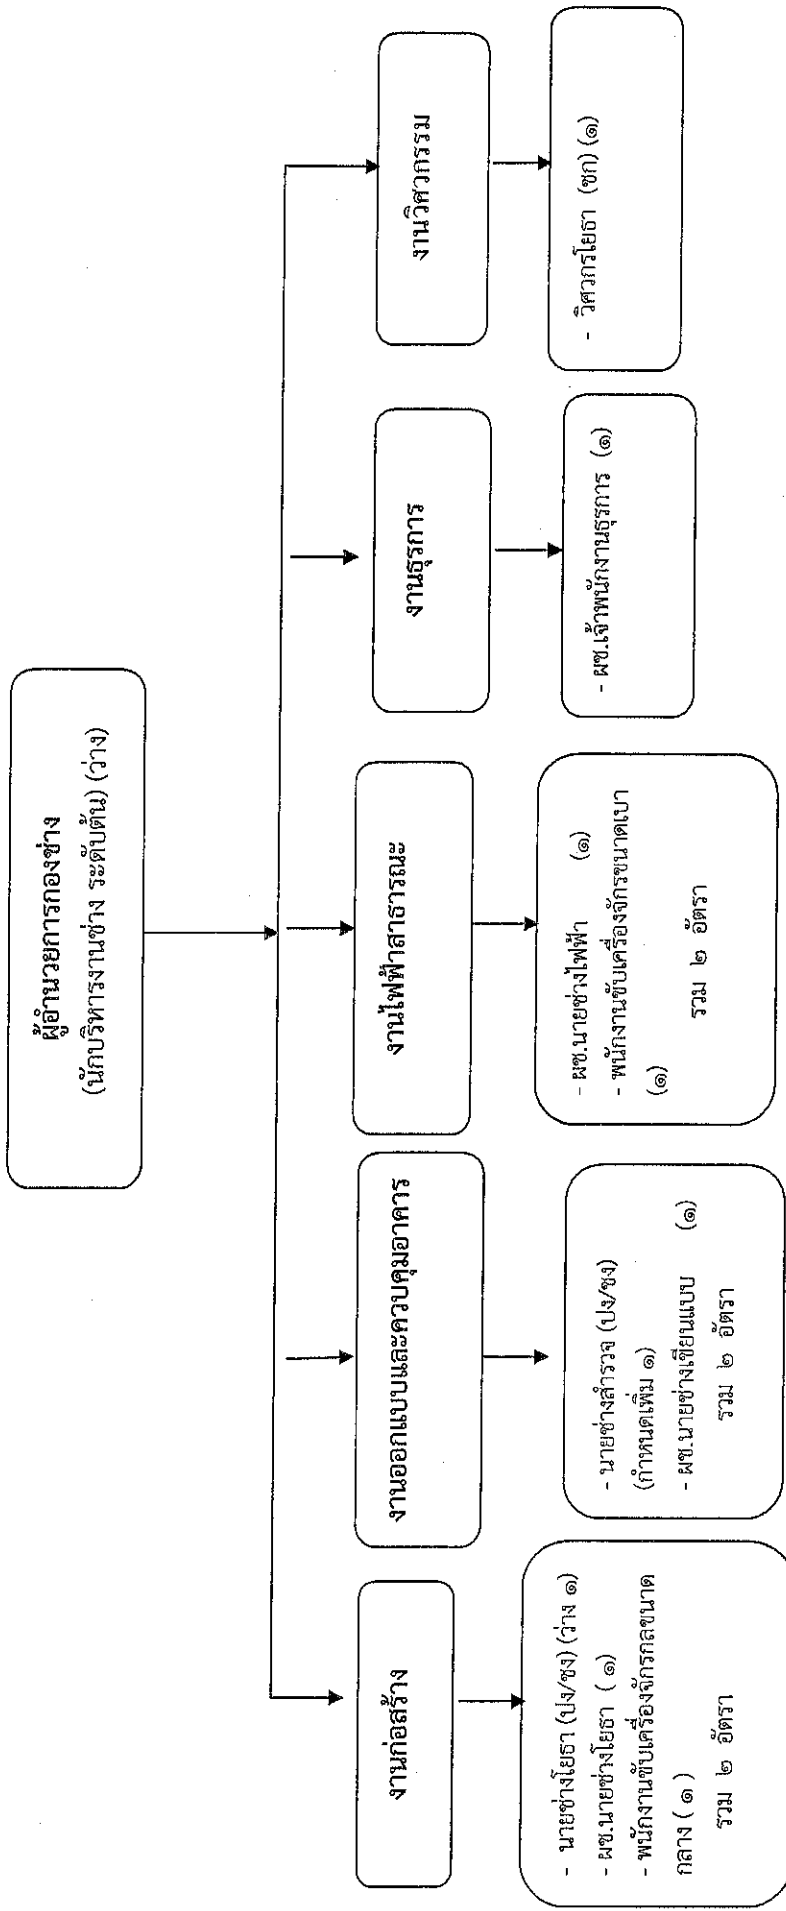 ผู้อำนวยการกองช่าง
(นักบริหารงานช่าง ระดับต้น) (ว่าง)
งานก่อสร้าง
- นายช่างโยธา (ปง/ชง) (ว่าง ๑)
- ผช.นายช่างโยธา ( ๑)
- พนักงานขับเครื่องจักรกลขนาด
กลาง ( ๑ )
รวม ๒ อัตรา
งานออกแบบและควบคุมอาคาร
- นายช่างสำรวจ (ปง/ชง)
(กำหนดเพิ่ม ๑)
- ผช.นายช่างเขียนแบบ (๑)
รวม ๒ อัตรา
งานไฟฟ้าสาธารณะ
- ผช.นายช่างไฟฟ้า (๑)
- พนักงานขับเครื่องจักรขนาดเบา
(๑)
รวม ๒ อัตรา
งานธุรการ
- ผช.เจ้าพนักงานธุรการ (๑)
งานวิศวกรรม
- วิศวกรโยธา (ชก) (๑)